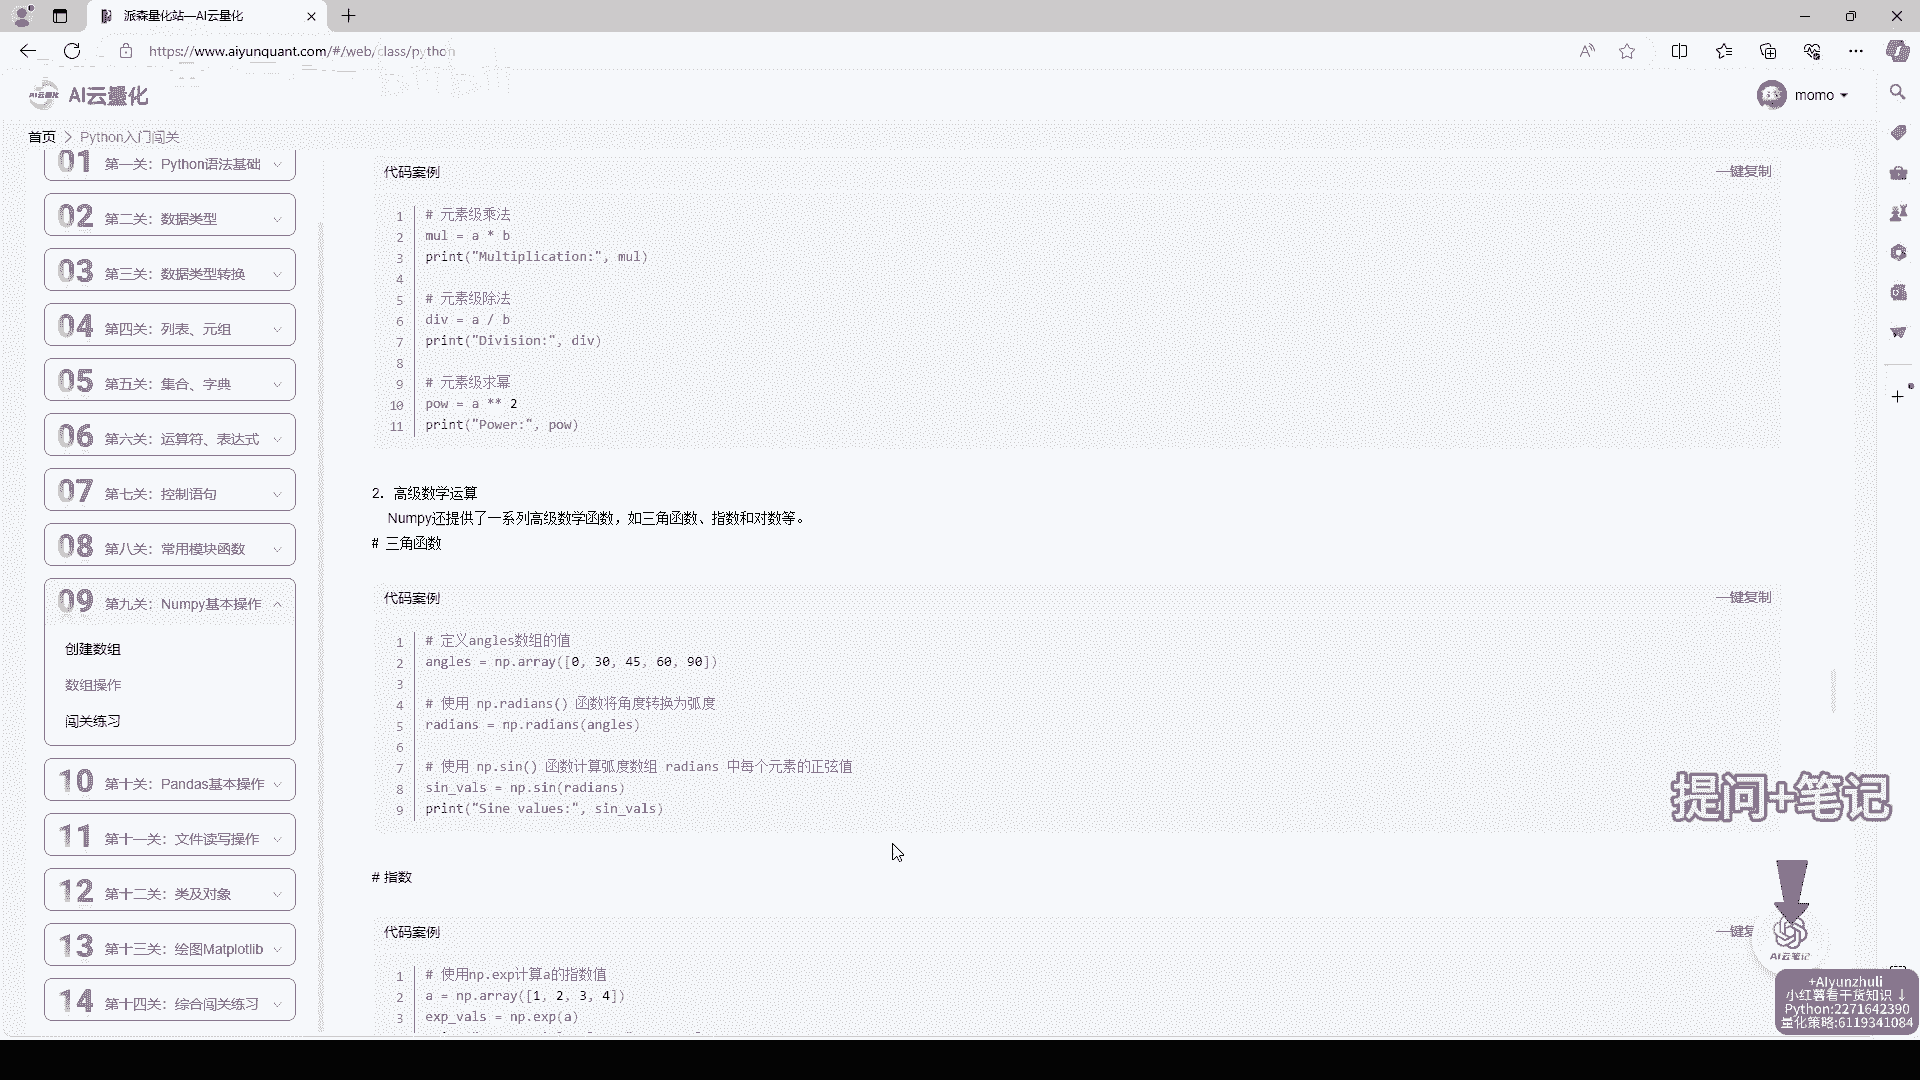 派森量化站—AI云量化
https://www.aiyunquant.com/#/web/class/python
AI云量化
AI云量化
momo
首页 > Python入门闯关
01 第一关：Python语法基础
02 第二关：数据类型
03 第三关：数据类型转换
04 第四关：列表、元组
05 第五关：集合、字典
06 第六关：运算符、表达式
07 第七关：控制语句
08 第八关：常用模块函数
09 第九关：Numpy基本操作
创建数组
数组操作
闯关练习
10 第十关：Pandas基本操作
11 第十一关：文件读写操作
12 第十二关：类及对象
13 第十三关：绘图Matplotlib
14 第十四关：综合闯关练习
代码案例 一键复制
1 # 元素级乘法
2 mul = a * b
3 print("Multiplication:", mul)
4
5 # 元素级除法
6 div = a / b
7 print("Division:", div)
8
9 # 元素级求幂
10 pow = a ** 2
11 print("Power:", pow)
2. 高级数学运算
Numpy还提供了一系列高级数学函数，如三角函数、指数和对数等。
# 三角函数
代码案例 一键复制
1 # 定义angles数组的值
2 angles = np.array([0, 30, 45, 60, 90])
3
4 # 使用 np.radians() 函数将角度转换为弧度
5 radians = np.radians(angles)
6
7 # 使用 np.sin() 函数计算弧度数组 radians 中每个元素的正弦值
8 sin_vals = np.sin(radians)
9 print("Sine values:", sin_vals)
# 指数
代码案例 一键复
1 # 使用np.exp计算a的指数值
2 a = np.array([1, 2, 3, 4])
3 exp_vals = np.exp(a)
提问+笔记
AI云笔记
+AIyunzhuli
小红薯看干货知识 ↓
Python:2271642390
量化策略:6119341084